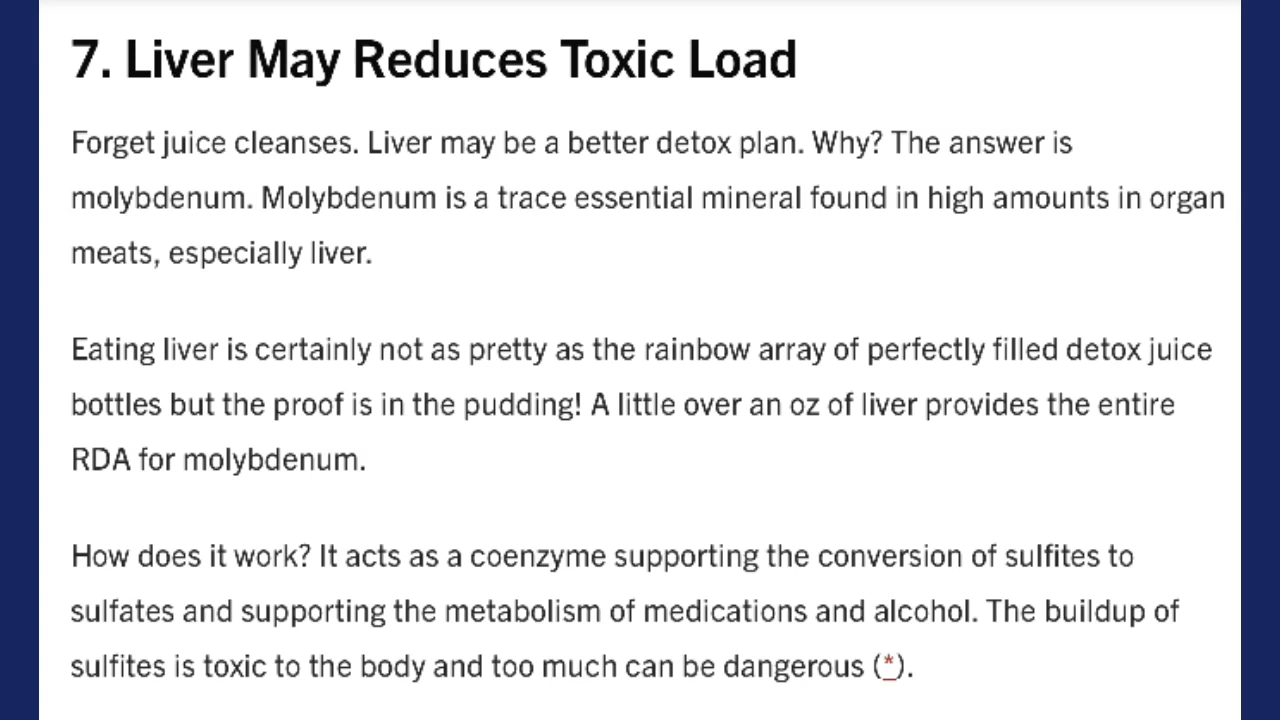 7. Liver May Reduces Toxic Load
Forget juice cleanses. Liver may be a better detox plan. Why? The answer is
molybdenum. Molybdenum is a trace essential mineral found in high amounts in organ
meats, especially liver.
Eating liver is certainly not as pretty as the rainbow array of perfectly filled detox juice
bottles but the proof is in the pudding! A little over an oz of liver provides the entire
RDA for molybdenum.
How does it work? It acts as a coenzyme supporting the conversion of sulfites to
sulfates and supporting the metabolism of medications and alcohol. The buildup of
sulfites is toxic to the body and too much can be dangerous (*).